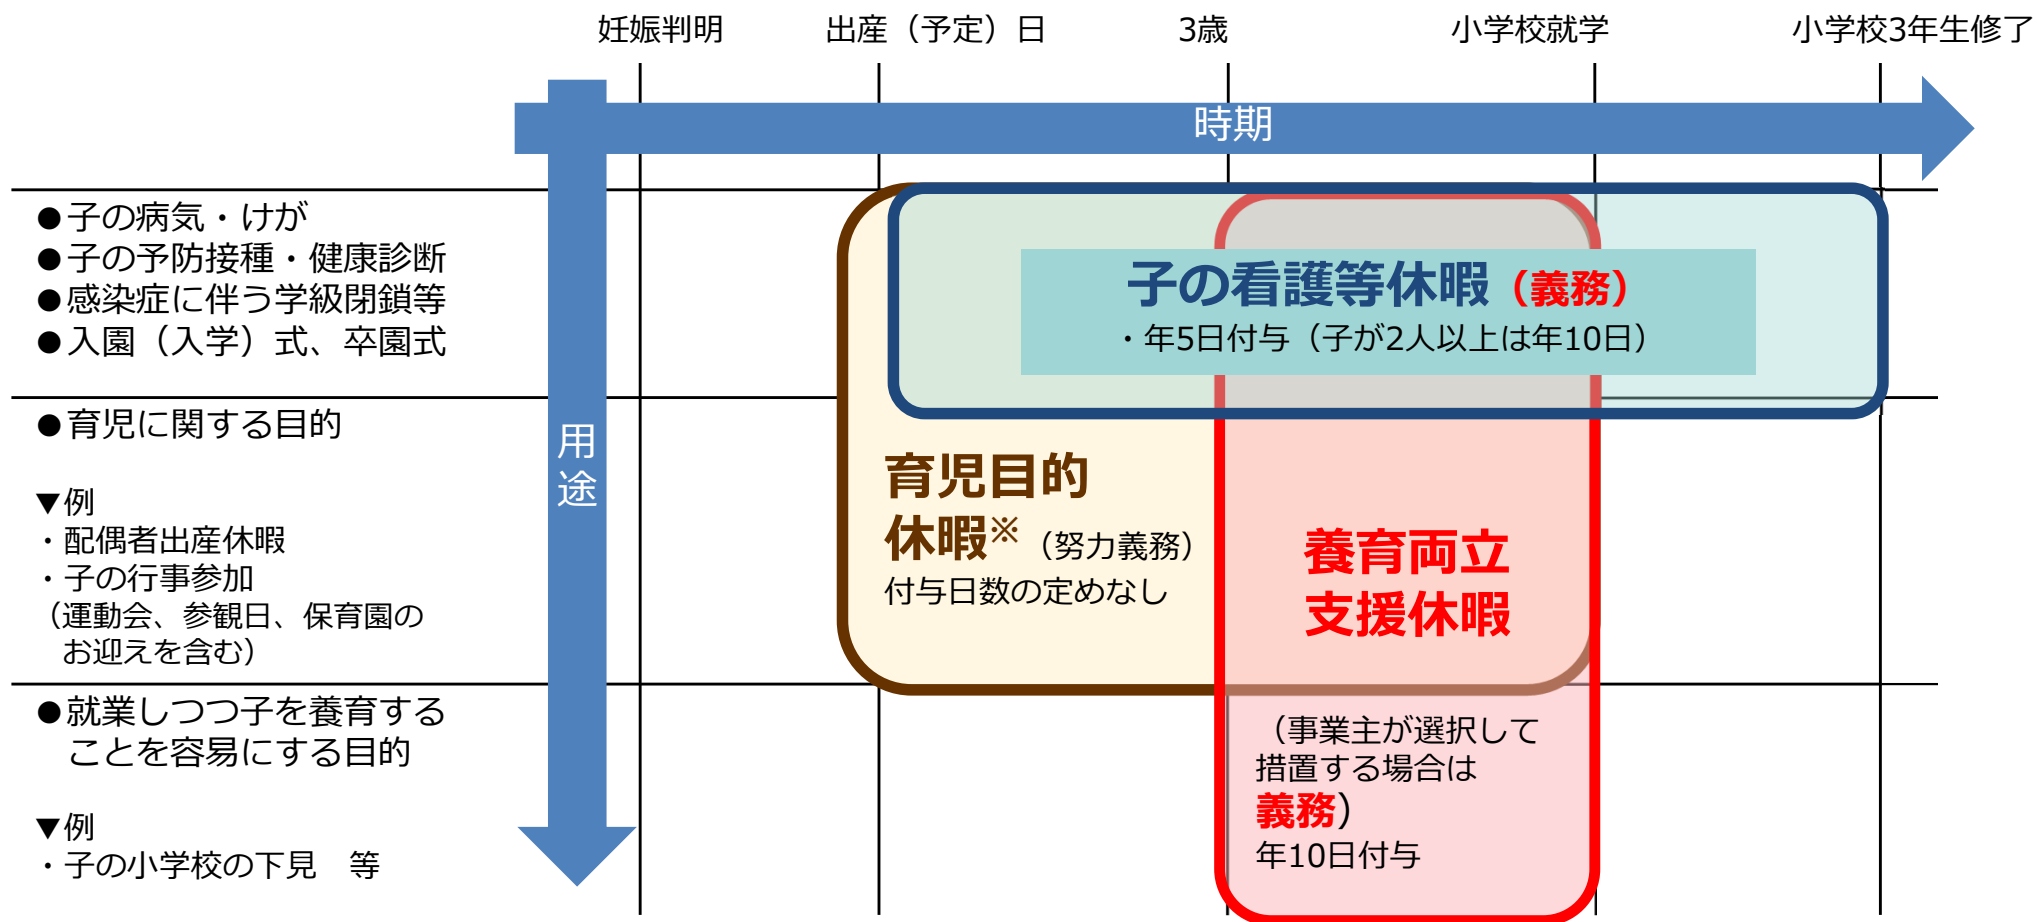 妊娠判明
出産（予定）日
3歳
小学校就学
小学校3年生修了
時期
用途
●子の病気・けが
●子の予防接種・健康診断
●感染症に伴う学級閉鎖等
●入園（入学）式、卒園式
子の看護等休暇（義務）
・年5日付与（子が2人以上は年10日）
●育児に関する目的
▼例
・配偶者出産休暇
・子の行事参加
（運動会、参観日、保育園の
お迎えを含む）
育児目的
休暇※（努力義務）
付与日数の定めなし
養育両立
支援休暇
●就業しつつ子を養育する
ことを容易にする目的
▼例
・子の小学校の下見　等
（事業主が選択して
措置する場合は
義務）
年10日付与